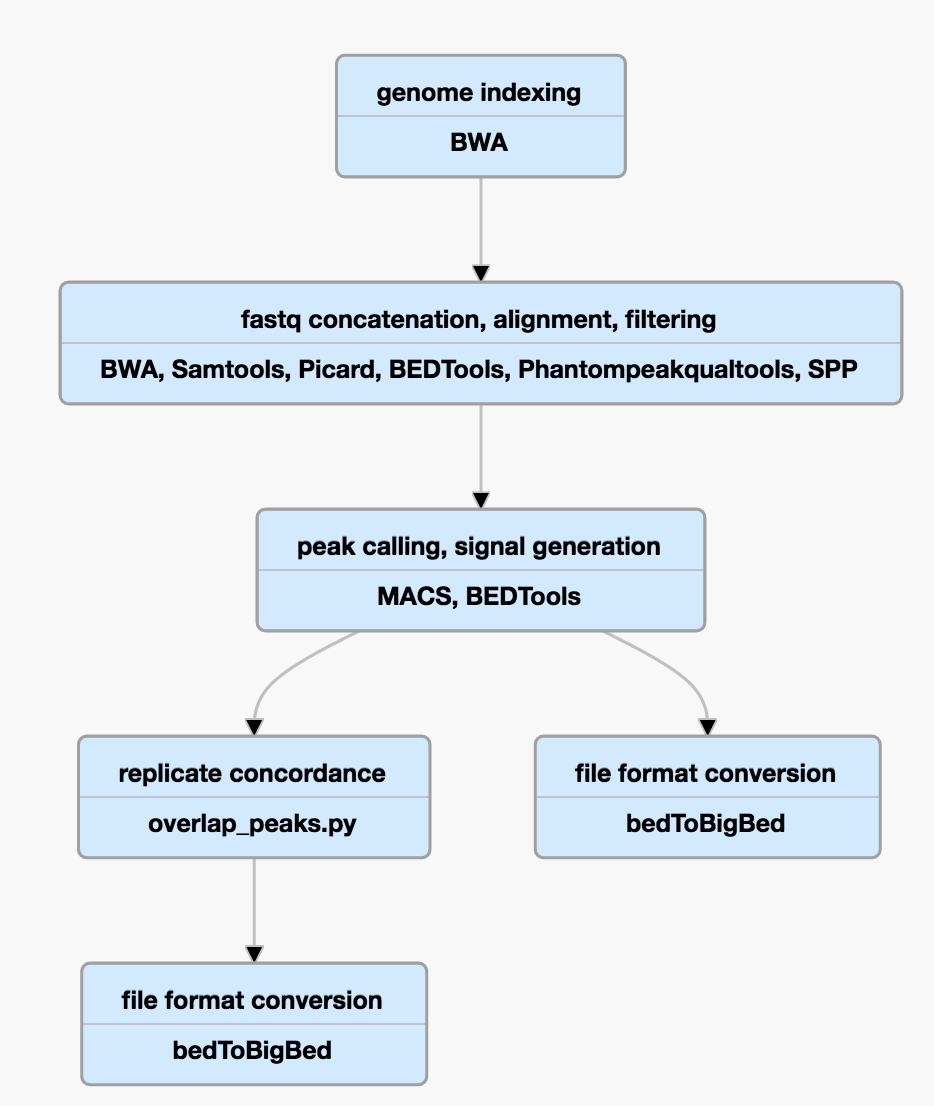 genome indexing
BWA
fastq concatenation, alignment, filtering
BWA, Samtools, Picard, BEDTools, Phantompeakqualtools, SPP
peak calling, signal generation
MACS, BEDTools
replicate concordance
overlap_peaks.py
file format conversion
bedToBigBed
file format conversion
bedToBigBed